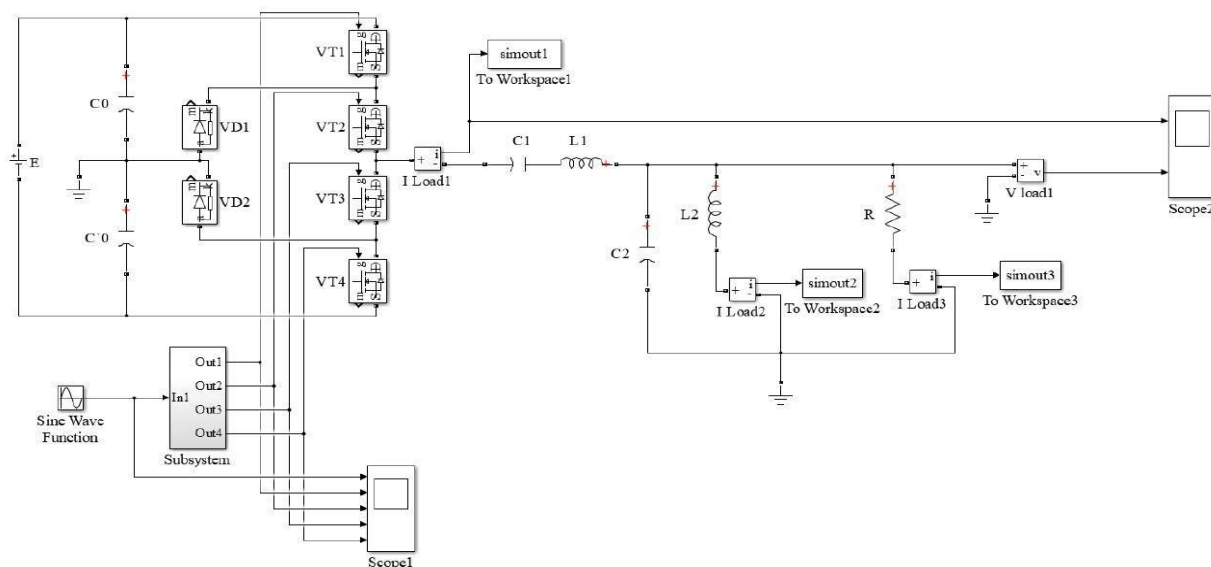 VT1
g
D
m
S
simout1
To Workspace1
C0
m
k
a
VD1
VT2
g
D
m
S
E
+
i
-
I Load1
C1
L1
VT3
g
D
m
S
m
k
a
VD2
+
-
v
V load1
Scope2
L2
R
C`0
VT4
g
D
m
S
C2
+
i
-
I Load2
simout2
To Workspace2
+
i
-
I Load3
simout3
To Workspace3
Sine Wave
Function
In1
Out1
Out2
Out3
Out4
Subsystem
Scope1